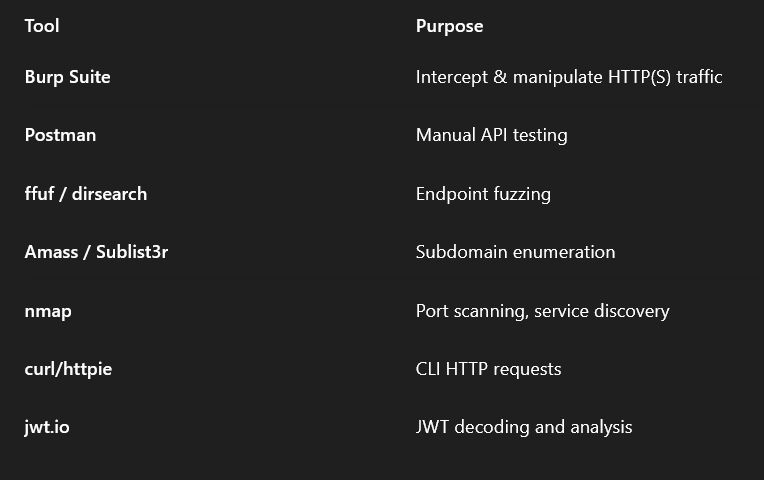 Tool Purpose
Burp Suite Intercept & manipulate HTTP(S) traffic
Postman Manual API testing
ffuf / dirsearch Endpoint fuzzing
Amass / Sublist3r Subdomain enumeration
nmap Port scanning, service discovery
curl/httpie CLI HTTP requests
jwt.io JWT decoding and analysis